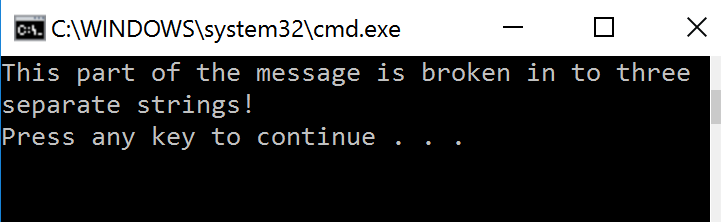 C:\WINDOWS\system32\cmd.exe
This part of the message is broken in to three
separate strings!
Press any key to continue . . .